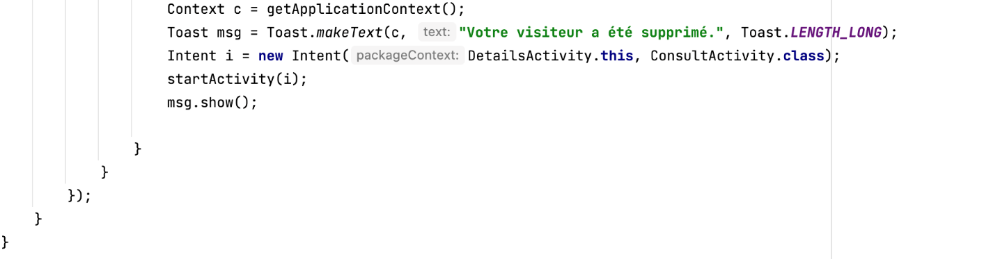 Context c = getApplicationContext();
Toast msg = Toast.makeText(c, text: "Votre visiteur a été supprimé.", Toast.LENGTH_LONG);
Intent i = new Intent( packageContext: DetailsActivity.this, ConsultActivity.class);
startActivity(i);
msg.show();
}
}
});
}
}